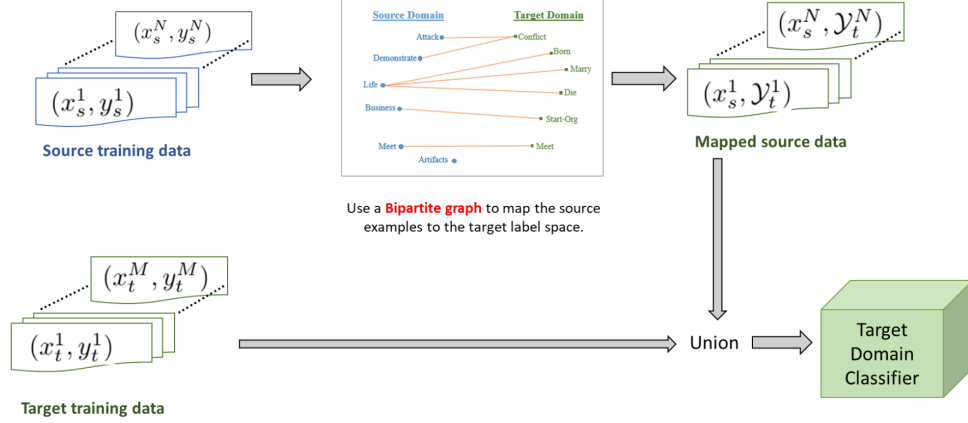 (x_s^N, y_s^N)
(x_s^1, y_s^1)
Source training data
Source Domain
Target Domain
Attack
Conflict
Demonstrate
Born
Marry
Life
Die
Business
Start-Org
Meet
Meet
Artifacts
Use a Bipartite graph to map the source
examples to the target label space.
(x_s^N, 𝒴_t^N)
(x_s^1, 𝒴_t^1)
Mapped source data
(x_t^M, y_t^M)
(x_t^1, y_t^1)
Target training data
Union
Target
Domain
Classifier